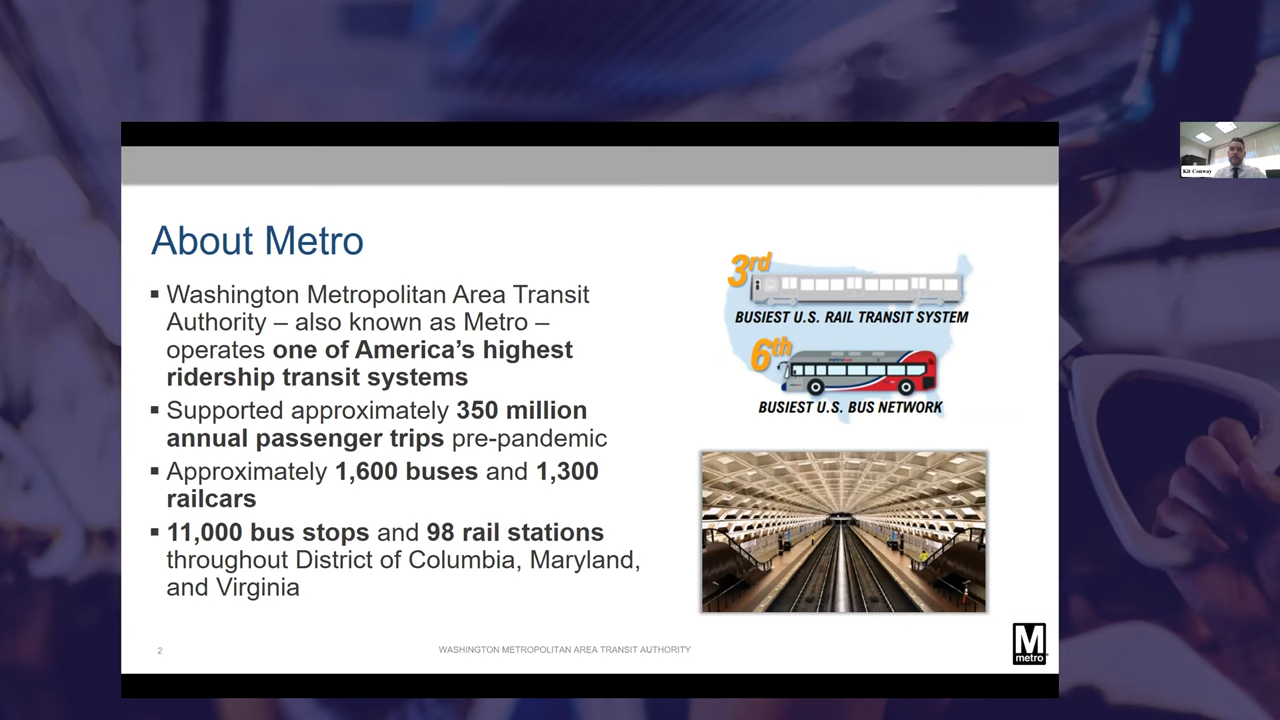 About Metro
▪ Washington Metropolitan Area Transit
Authority – also known as Metro –
operates one of America's highest
ridership transit systems
▪ Supported approximately 350 million
annual passenger trips pre-pandemic
▪ Approximately 1,600 buses and 1,300
railcars
▪ 11,000 bus stops and 98 rail stations
throughout District of Columbia, Maryland,
and Virginia
3rd
BUSIEST U.S. RAIL TRANSIT SYSTEM
6th
metrobus
BUSIEST U.S. BUS NETWORK
2
WASHINGTON METROPOLITAN AREA TRANSIT AUTHORITY
M
metro
Kit Conway